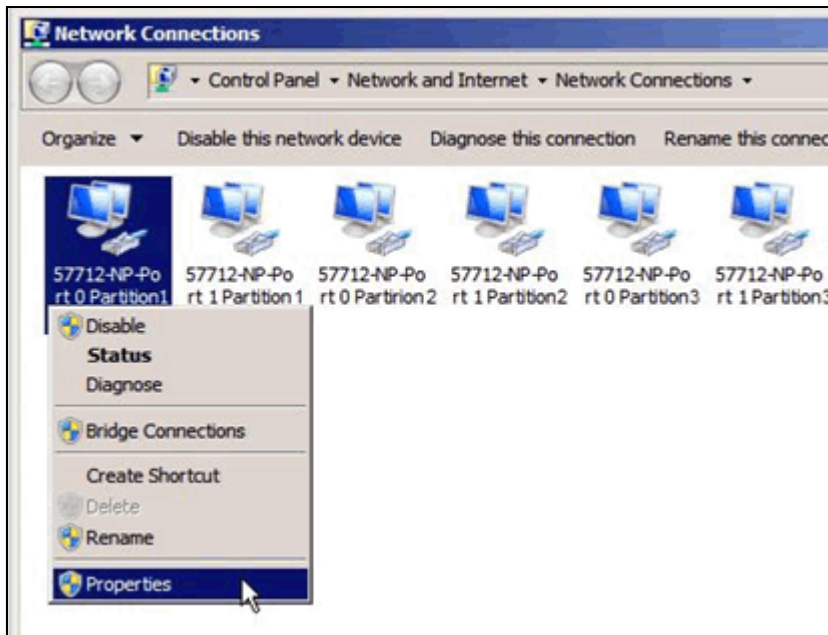 Network Connections
Control Panel Network and Internet Network Connections
Organize Disable this network device Diagnose this connection Rename this connec
57712-NP-Po 57712-NP-Po 57712-NP-Po 57712-NP-Po 57712-NP-Po 57712-NP-Po
rt 0 Partition1 rt 1 Partition 1 rt 0 Partirion 2 rt 1 Partition2 rt 0 Partition3 rt 1 Partition3
Disable
Status
Diagnose
Bridge Connections
Create Shortcut
Delete
Rename
Properties